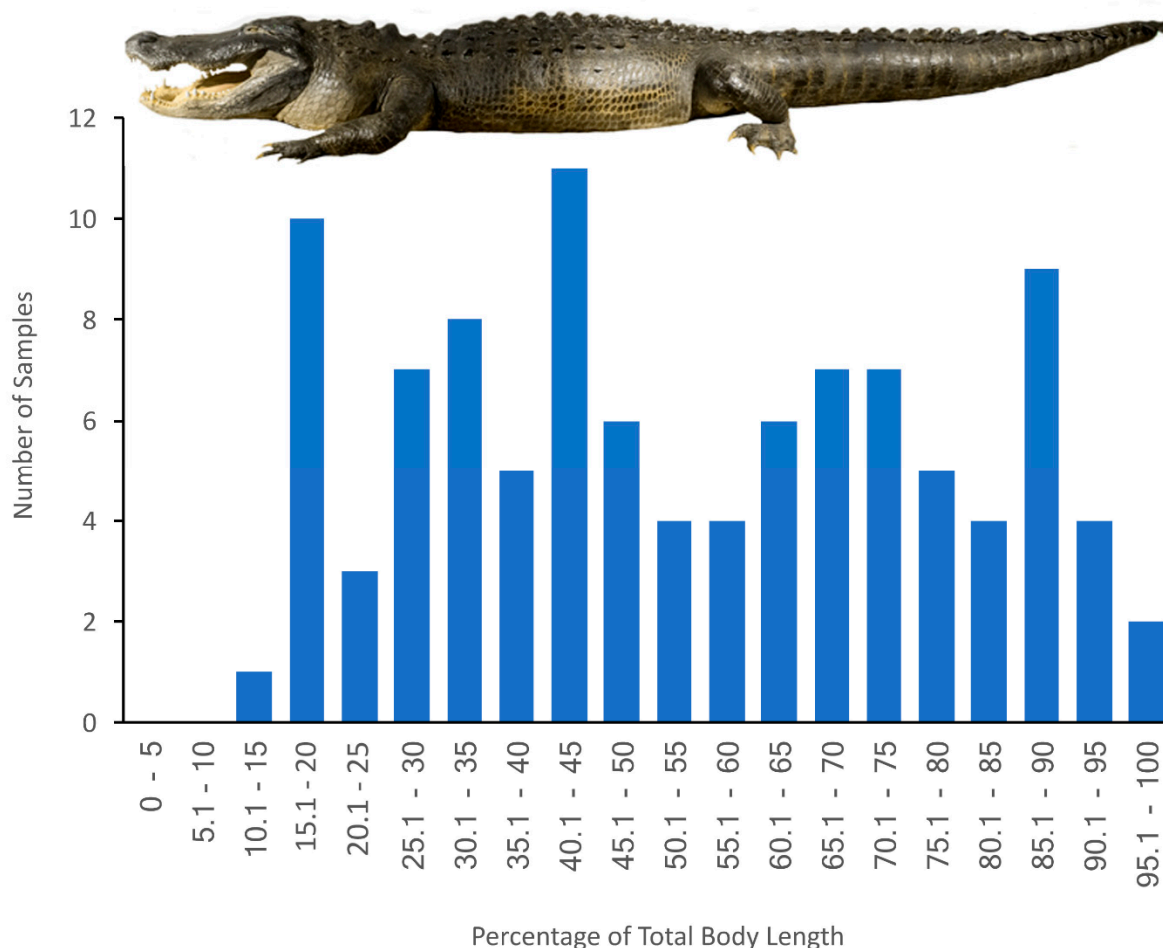 12
10
8
6
4
2
0
Number of Samples
0 - 5
5.1 - 10
10.1 - 15
15.1 - 20
20.1 - 25
25.1 - 30
30.1 - 35
35.1 - 40
40.1 - 45
45.1 - 50
50.1 - 55
55.1 - 60
60.1 - 65
65.1 - 70
70.1 - 75
75.1 - 80
80.1 - 85
85.1 - 90
90.1 - 95
95.1 - 100
Percentage of Total Body Length